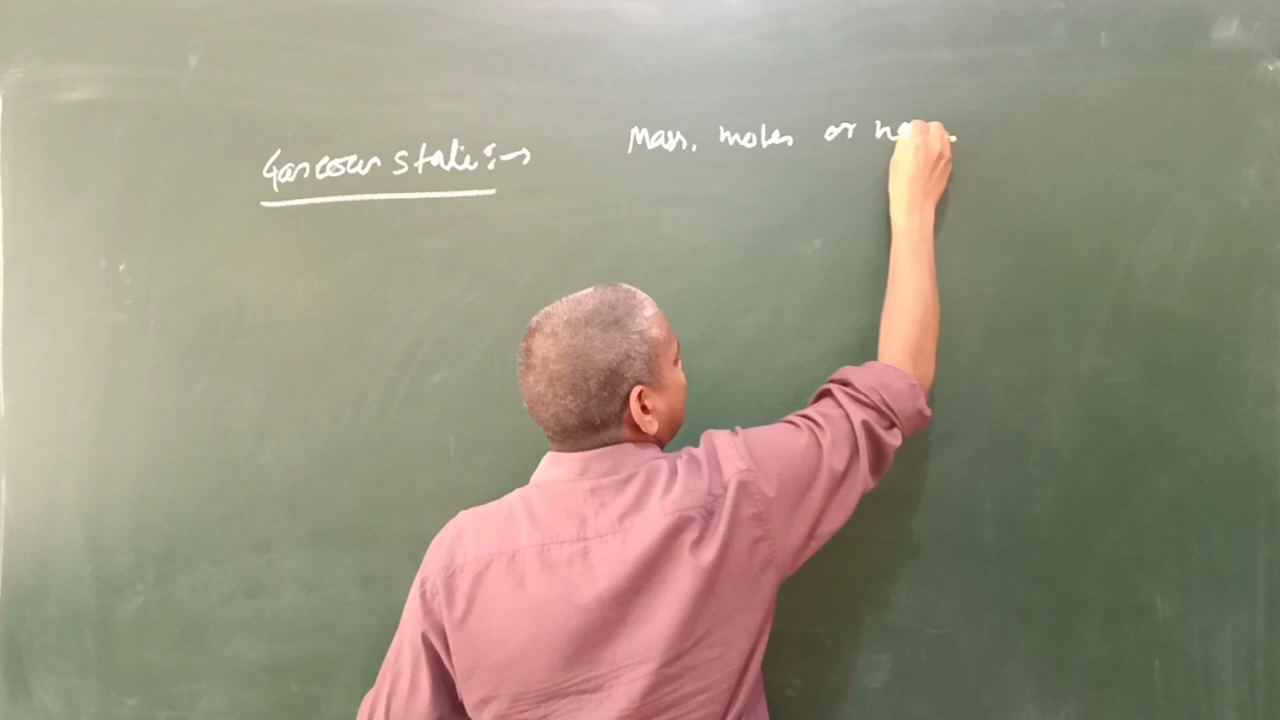 Gaseous state :→
Mass, moles or